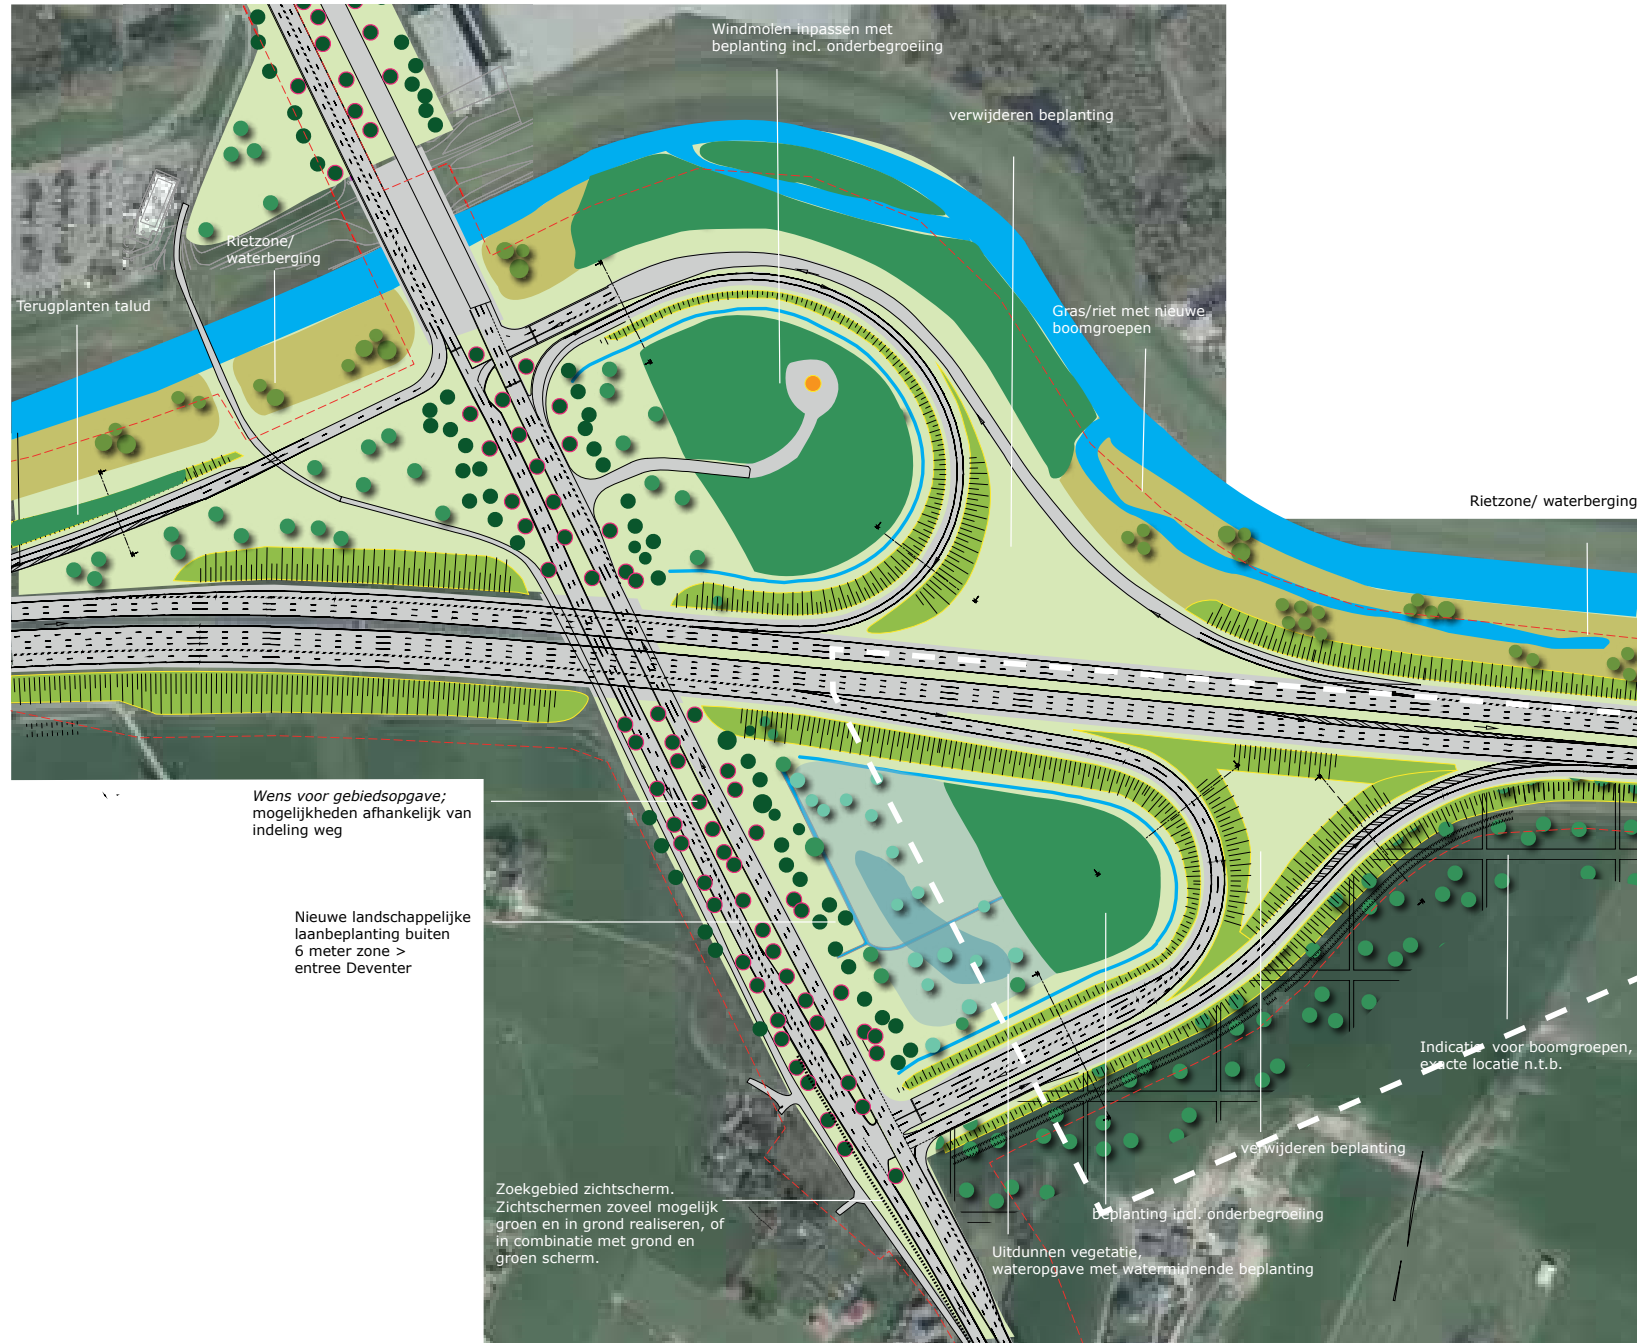 Windmolen inpassen met
beplanting incl. onderbegroeiing
verwijderen beplanting
Rietzone/
waterberging
Terugplanten talud
Gras/riet met nieuwe
boomgroepen
Rietzone/ waterberging
Wens voor gebiedsopgave;
mogelijkheden afhankelijk van
indeling weg
Nieuwe landschappelijke
laanbeplanting buiten
6 meter zone >
entree Deventer
Indicatie voor boomgroepen,
exacte locatie n.t.b.
verwijderen beplanting
Zoekgebied zichtscherm.
Zichtschermen zoveel mogelijk
groen en in grond realiseren, of
in combinatie met grond en
groen scherm.
beplanting incl. onderbegroeiing
Uitdunnen vegetatie,
wateropgave met waterminnende beplanting